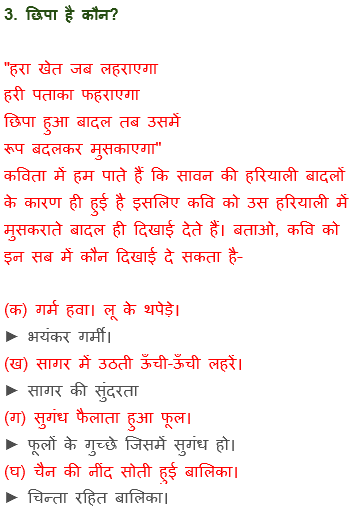 3. छिपा है कौन?
"हरा खेत जब लहराएगा
हरी पताका फहराएगा
छिपा हुआ बादल तब उसमें
रूप बदलकर मुसकाएगा"
कविता में हम पाते हैं कि सावन की हरियाली बादलों
के कारण ही हुई है इसलिए कवि को उस हरियाली में
मुसकराते बादल ही दिखाई देते हैं। बताओ, कवि को
इन सब में कौन दिखाई दे सकता है-
(क) गर्म हवा। लू के थपेड़े।
► भयंकर गर्मी।
(ख) सागर में उठती ऊँची-ऊँची लहरें।
► सागर की सुंदरता
(ग) सुगंध फैलाता हुआ फूल।
► फूलों के गुच्छे जिसमें सुगंध हो।
(घ) चैन की नींद सोती हुई बालिका।
► चिन्ता रहित बालिका।